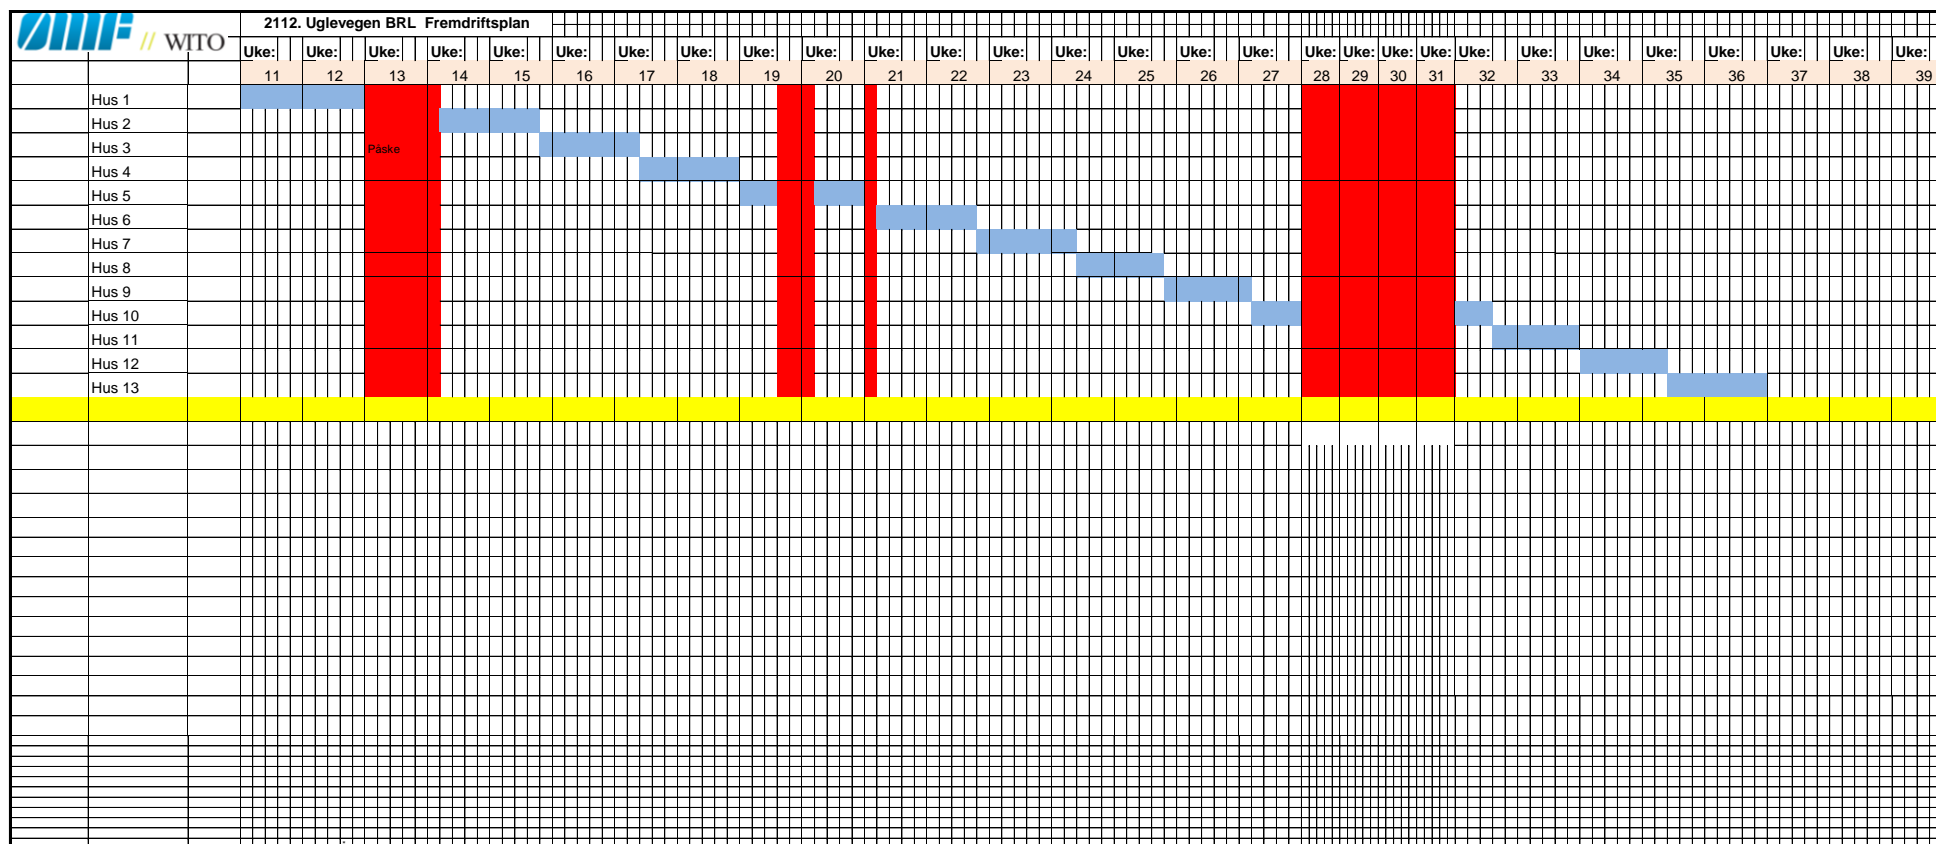 2112. Uglevegen BRL Fremdriftsplan
OMF // WITO
Uke: Uke: Uke: Uke: Uke: Uke: Uke: Uke: Uke: Uke: Uke: Uke: Uke: Uke: Uke: Uke: Uke: Uke: Uke: Uke: Uke: Uke: Uke: Uke: Uke: Uke: Uke: Uke: Uke:
11 12 13 14 15 16 17 18 19 20 21 22 23 24 25 26 27 28 29 30 31 32 33 34 35 36 37 38 39
Hus 1
Hus 2
Hus 3 Påske
Hus 4
Hus 5
Hus 6
Hus 7
Hus 8
Hus 9
Hus 10
Hus 11
Hus 12
Hus 13